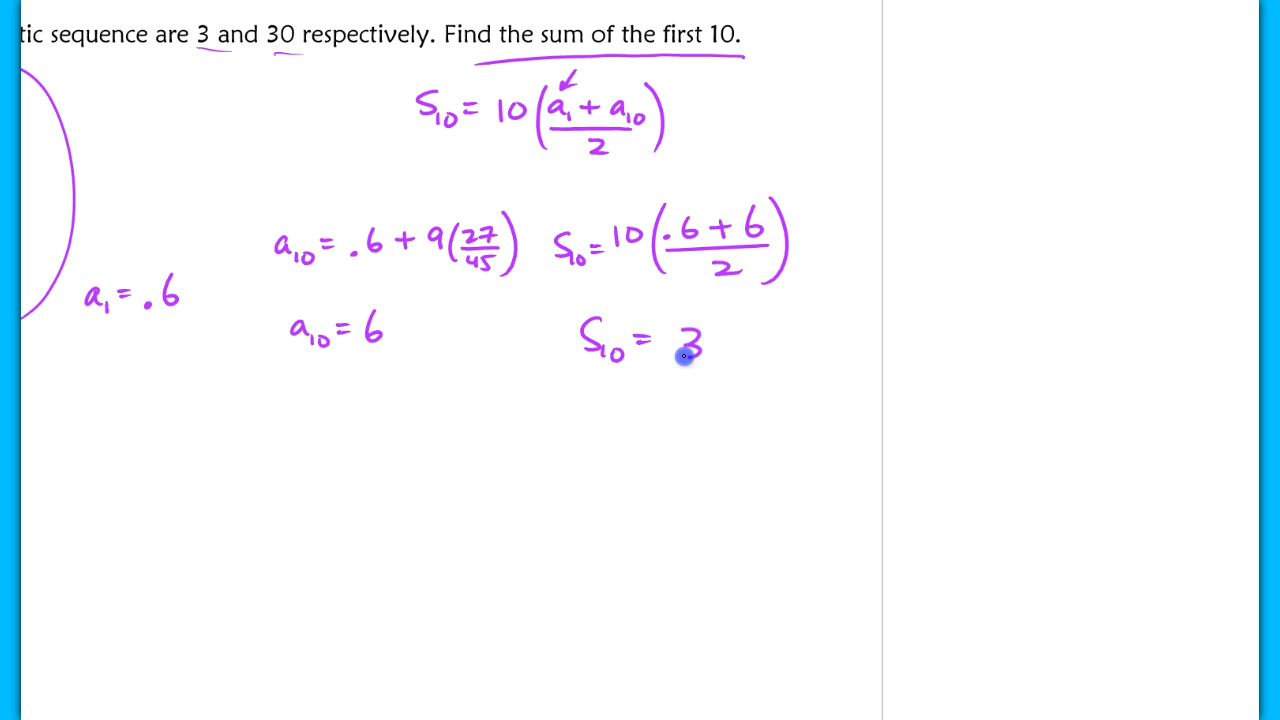 tic sequence are 3 and 30 respectively. Find the sum of the first 10.
S₁₀ = 10 ( (a₁ + a₁₀) / 2 )
a₁₀ = .6 + 9 ( 27/45 )
S₁₀ = 10 ( (.6 + 6) / 2 )
a₁ = .6
a₁₀ = 6
S₁₀ = 3